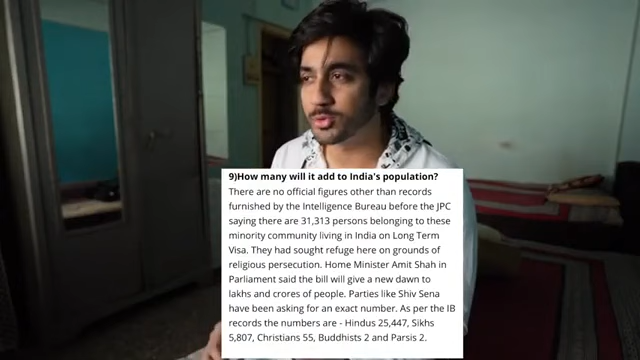 9)How many will it add to India's population?
There are no official figures other than records
furnished by the Intelligence Bureau before the JPC
saying there are 31,313 persons belonging to these
minority community living in India on Long Term
Visa. They had sought refuge here on grounds of
religious persecution. Home Minister Amit Shah in
Parliament said the bill will give a new dawn to
lakhs and crores of people. Parties like Shiv Sena
have been asking for an exact number. As per the IB
records the numbers are - Hindus 25,447, Sikhs
5,807, Christians 55, Buddhists 2 and Parsis 2.